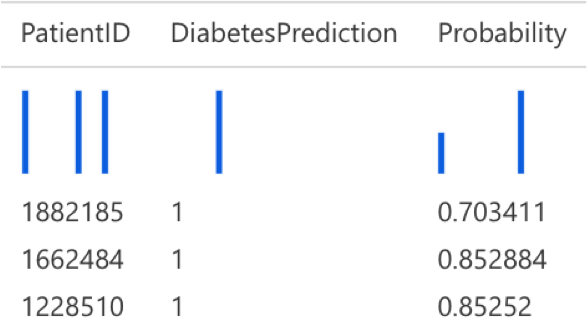 PatientID DiabetesPrediction Probability
1882185 1 0.703411
1662484 1 0.852884
1228510 1 0.85252